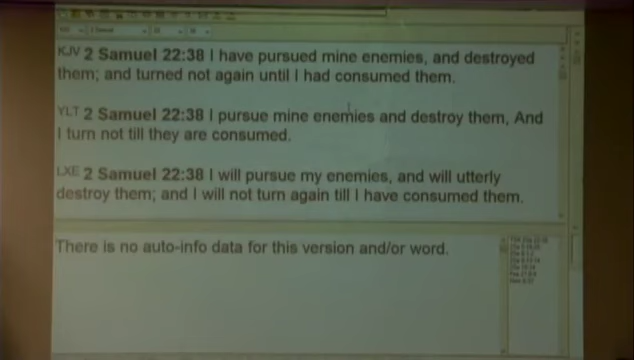 KJV 2 Samuel 22:38 I have pursued mine enemies, and destroyed
them; and turned not again until I had consumed them.
YLT 2 Samuel 22:38 I pursue mine enemies and destroy them, And
I turn not till they are consumed.
LXE 2 Samuel 22:38 I will pursue my enemies, and will utterly
destroy them; and I will not turn again till I have consumed them.
There is no auto-info data for this version and/or word.